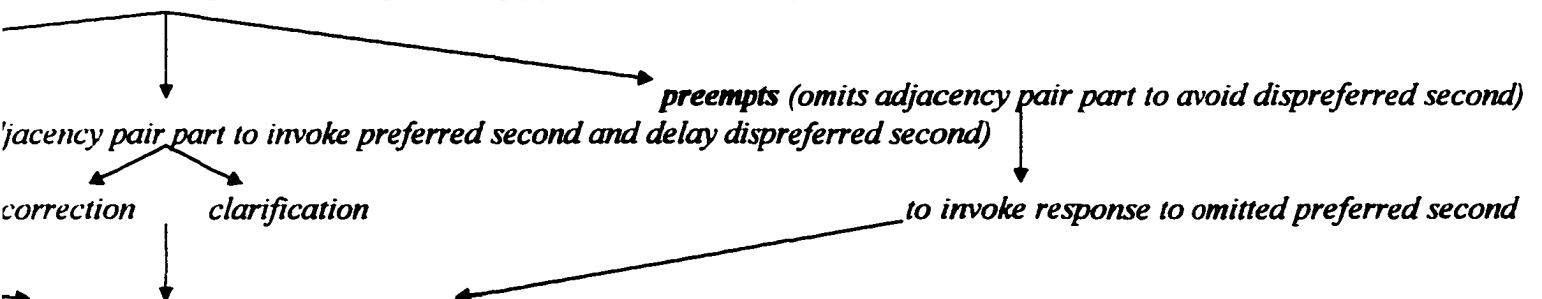 preempts (omits adjacency pair part to avoid dispreferred second)
jacency pair part to invoke preferred second and delay dispreferred second)
correction clarification to invoke response to omitted preferred second